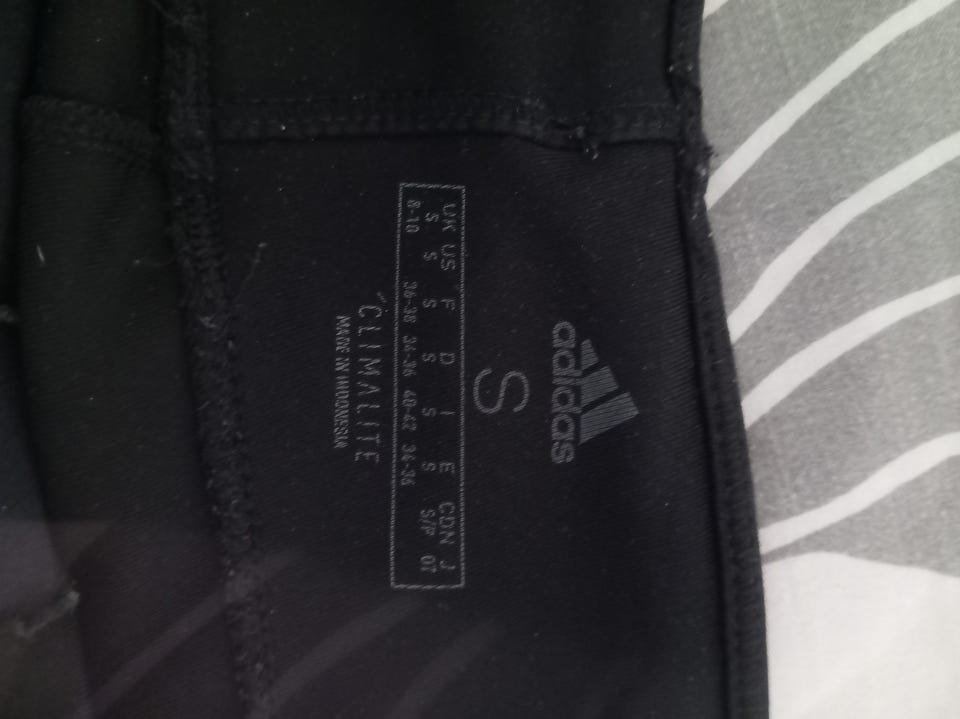 adidas
S
UK US F D I E CDN J
S S S S S S S/P OT
8-10 36-38 34-36 40-42 34-36
CLIMALITE
MADE IN INDONESIA